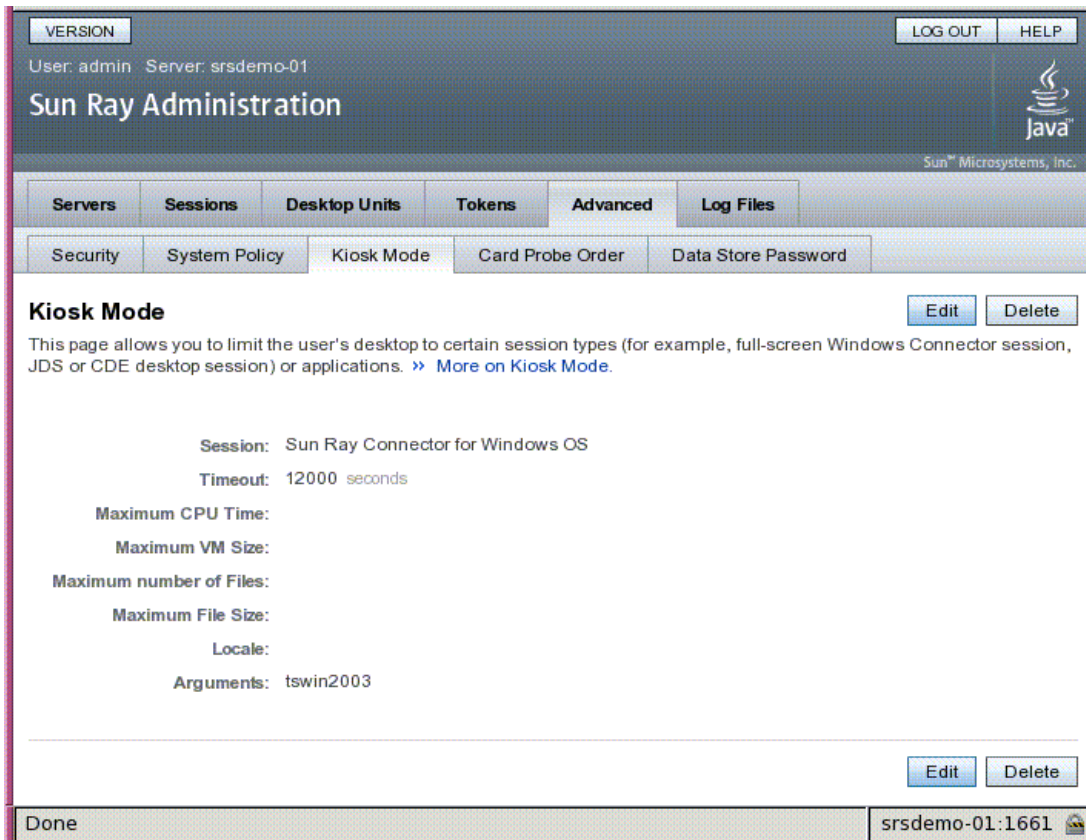 VERSION LOG OUT HELP
User: admin Server: srsdemo-01
Sun Ray Administration
Java™
Sun™ Microsystems, Inc.
Servers Sessions Desktop Units Tokens Advanced Log Files
Security System Policy Kiosk Mode Card Probe Order Data Store Password
Kiosk Mode Edit Delete
This page allows you to limit the user's desktop to certain session types (for example, full-screen Windows Connector session,
JDS or CDE desktop session) or applications. » More on Kiosk Mode.
Session: Sun Ray Connector for Windows OS
Timeout: 12000 seconds
Maximum CPU Time:
Maximum VM Size:
Maximum number of Files:
Maximum File Size:
Locale:
Arguments: tswin2003
Edit Delete
Done srsdemo-01:1661